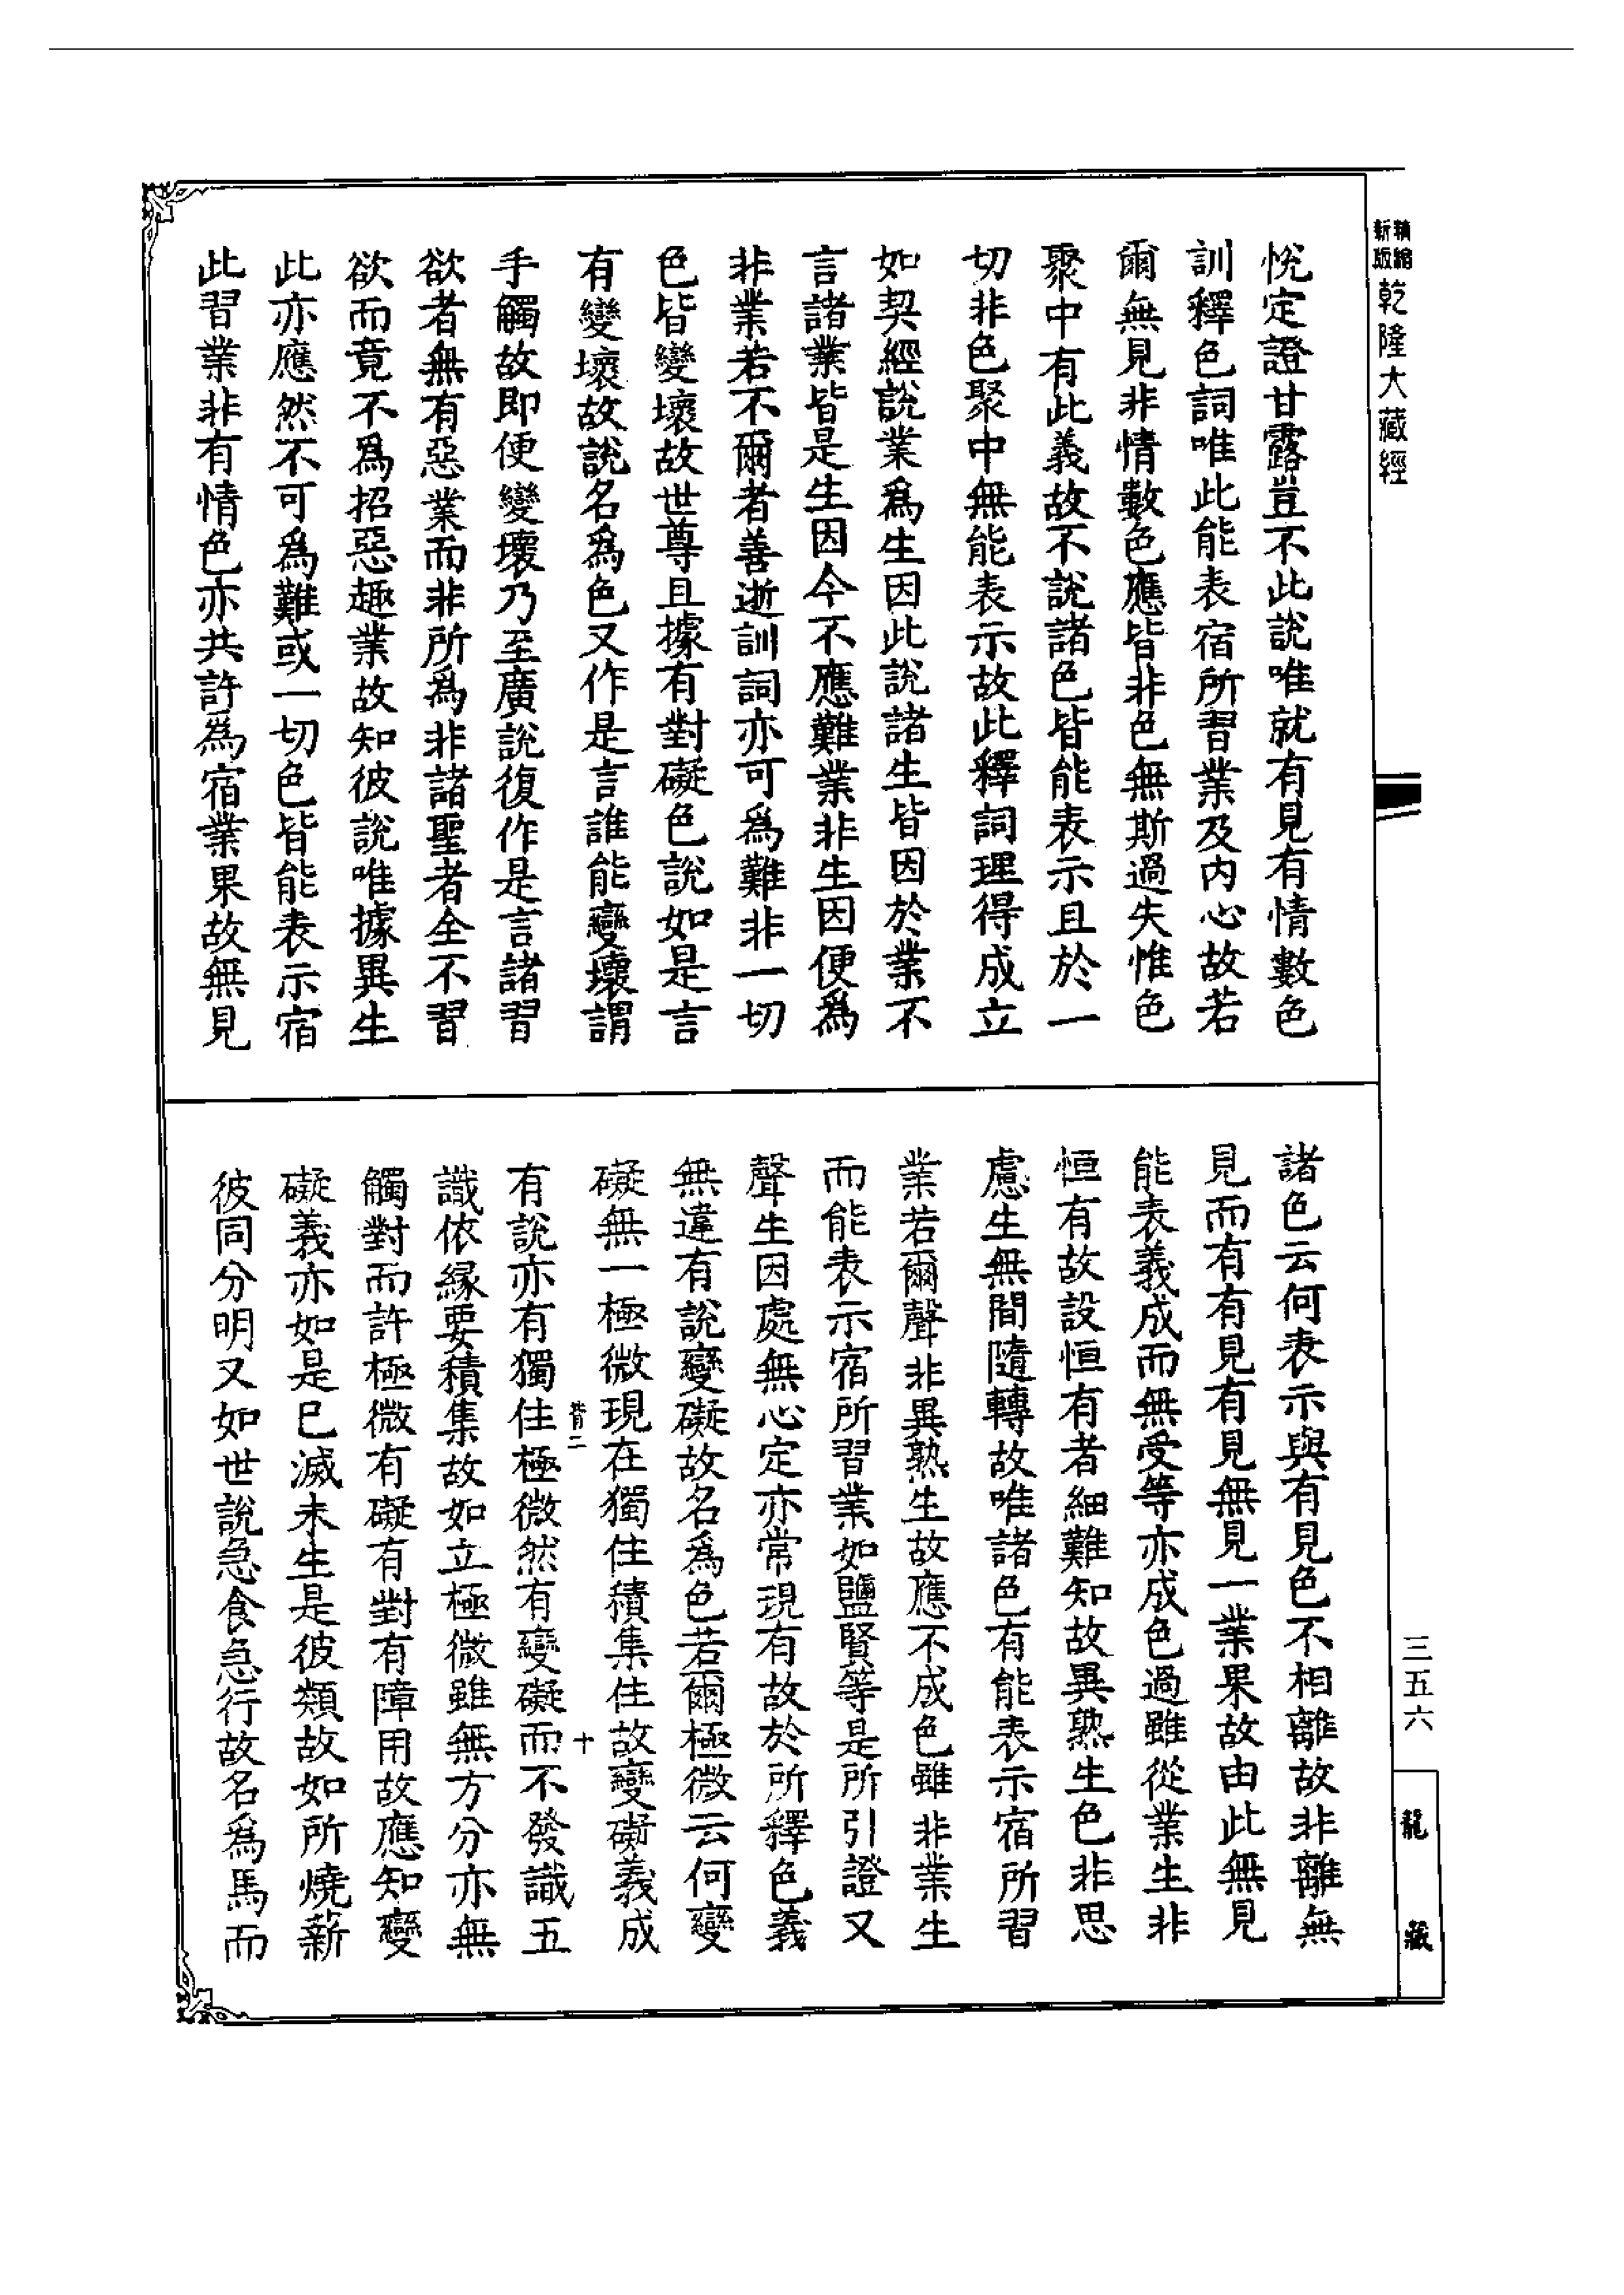 精縮新版乾隆大藏經
悅定證甘露豈不此說唯就有見有情數色
訓釋色詞唯此能表宿所習業及內心故若
爾無見非情數色應皆非色無斯過失惟色
聚中有此義故不說諸色皆能表示且於一
切非色聚中無能表示故此釋詞理得成立
如契經說業爲生因此說諸生皆因於業不
言諸業皆是生因今不應難業非生因便爲
非業若不爾者善逝訓詞亦可爲難非一切
色皆變壞故世尊且據有對礙色說如是言
有變壞故說名爲色又作是言誰能變壞謂
手觸故即便變壞乃至廣說復作是言諸習
欲者無有惡業而非所爲非諸聖者全不習
欲而竟不爲招惡趣業故知彼說唯據異生
此亦應然不可爲難或一切色皆能表示宿
此習業非有情色亦共許爲宿業果故無見
諸色云何表示與有見色不相離故非離無
見而有有見有見無見一業果故由此無見
能表義成而無受等亦成色過雖從業生非
恒有故設恒有者細難知故異熟生色非思
慮生無間隨轉故唯諸色有能表示宿所習
業若爾聲非異熟生故應不成色雖非業生
而能表示宿所習業如鹽賢等是所引證又
聲生因處無心定亦常現有故於所釋色義
無違有說變礙故名爲色若爾極微云何變
礙無一極微現在獨住積集住故變礙義成
有說亦有獨住極微然有變礙而不發識五
識依緣要積集故如立極微雖無方分亦無
觸對而許極微有礙有對有障用故應知變
礙義亦如是已滅未生是彼類故如所燒薪
彼同分明又如世說急食急行故名爲馬而
十
三五六
龍藏